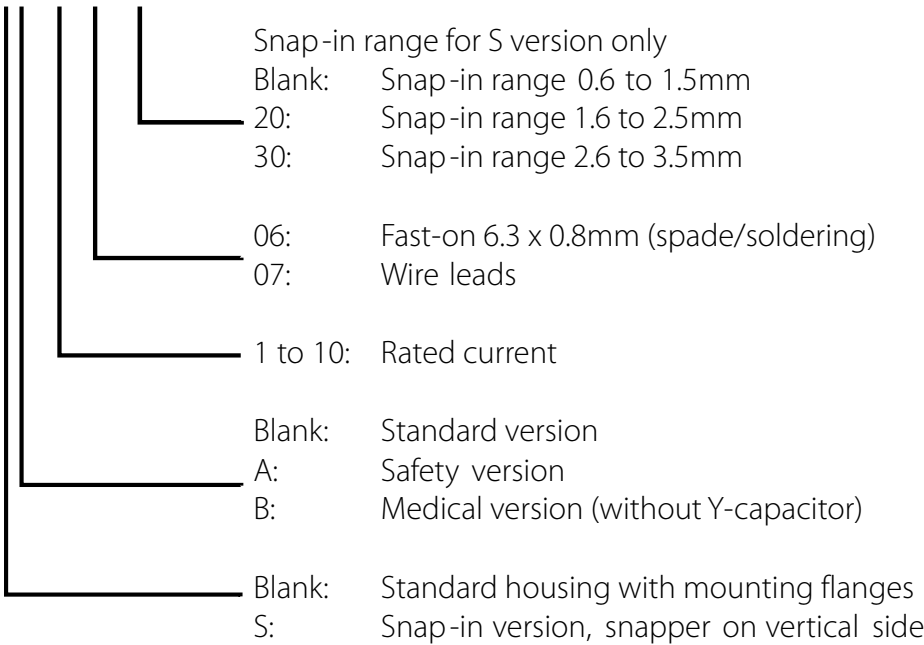 Snap-in range for S version only
Blank: Snap-in range 0.6 to 1.5mm
20: Snap-in range 1.6 to 2.5mm
30: Snap-in range 2.6 to 3.5mm
06: Fast-on 6.3 x 0.8mm (spade/soldering)
07: Wire leads
1 to 10: Rated current
Blank: Standard version
A: Safety version
B: Medical version (without Y-capacitor)
Blank: Standard housing with mounting flanges
S: Snap-in version, snapper on vertical side